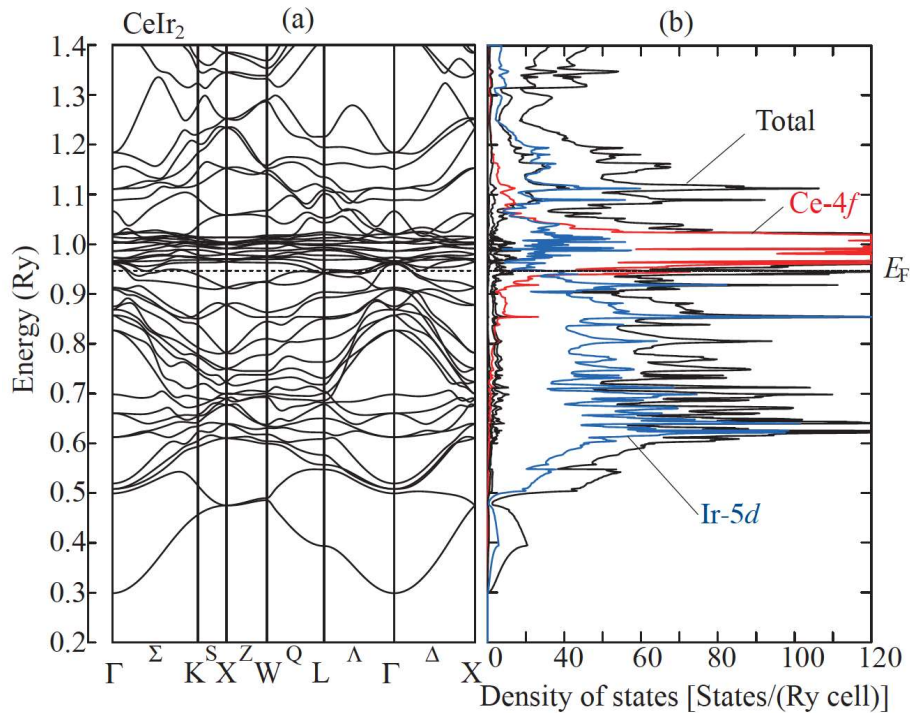 CeIr₂
(a)
(b)
1.4
1.3
1.2
1.1
1.0
0.9
0.8
0.7
0.6
0.5
0.4
0.3
0.2
Energy (Ry)
Γ Σ K S X Z W Q L Λ Γ Δ X
Total
Ce-4f
E_F
Ir-5d
0 40 60 80 100 120
Density of states [States/(Ry cell)]